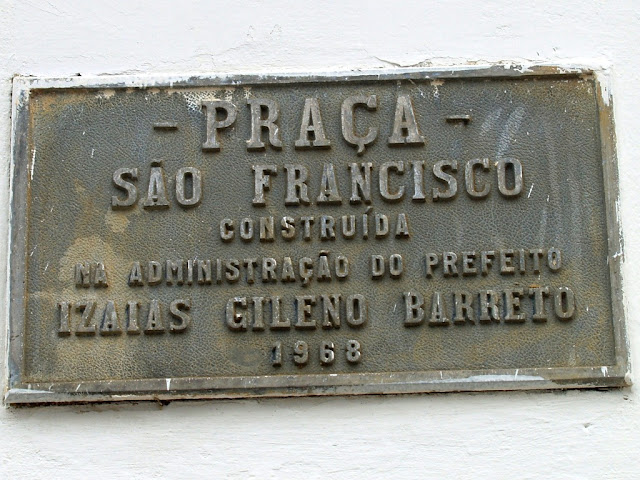 - PRAÇA -
SÃO FRANCISCO
CONSTRUÍDA
NA ADMINISTRAÇÃO DO PREFEITO
IZAIAS GILENO BARRETO
1968